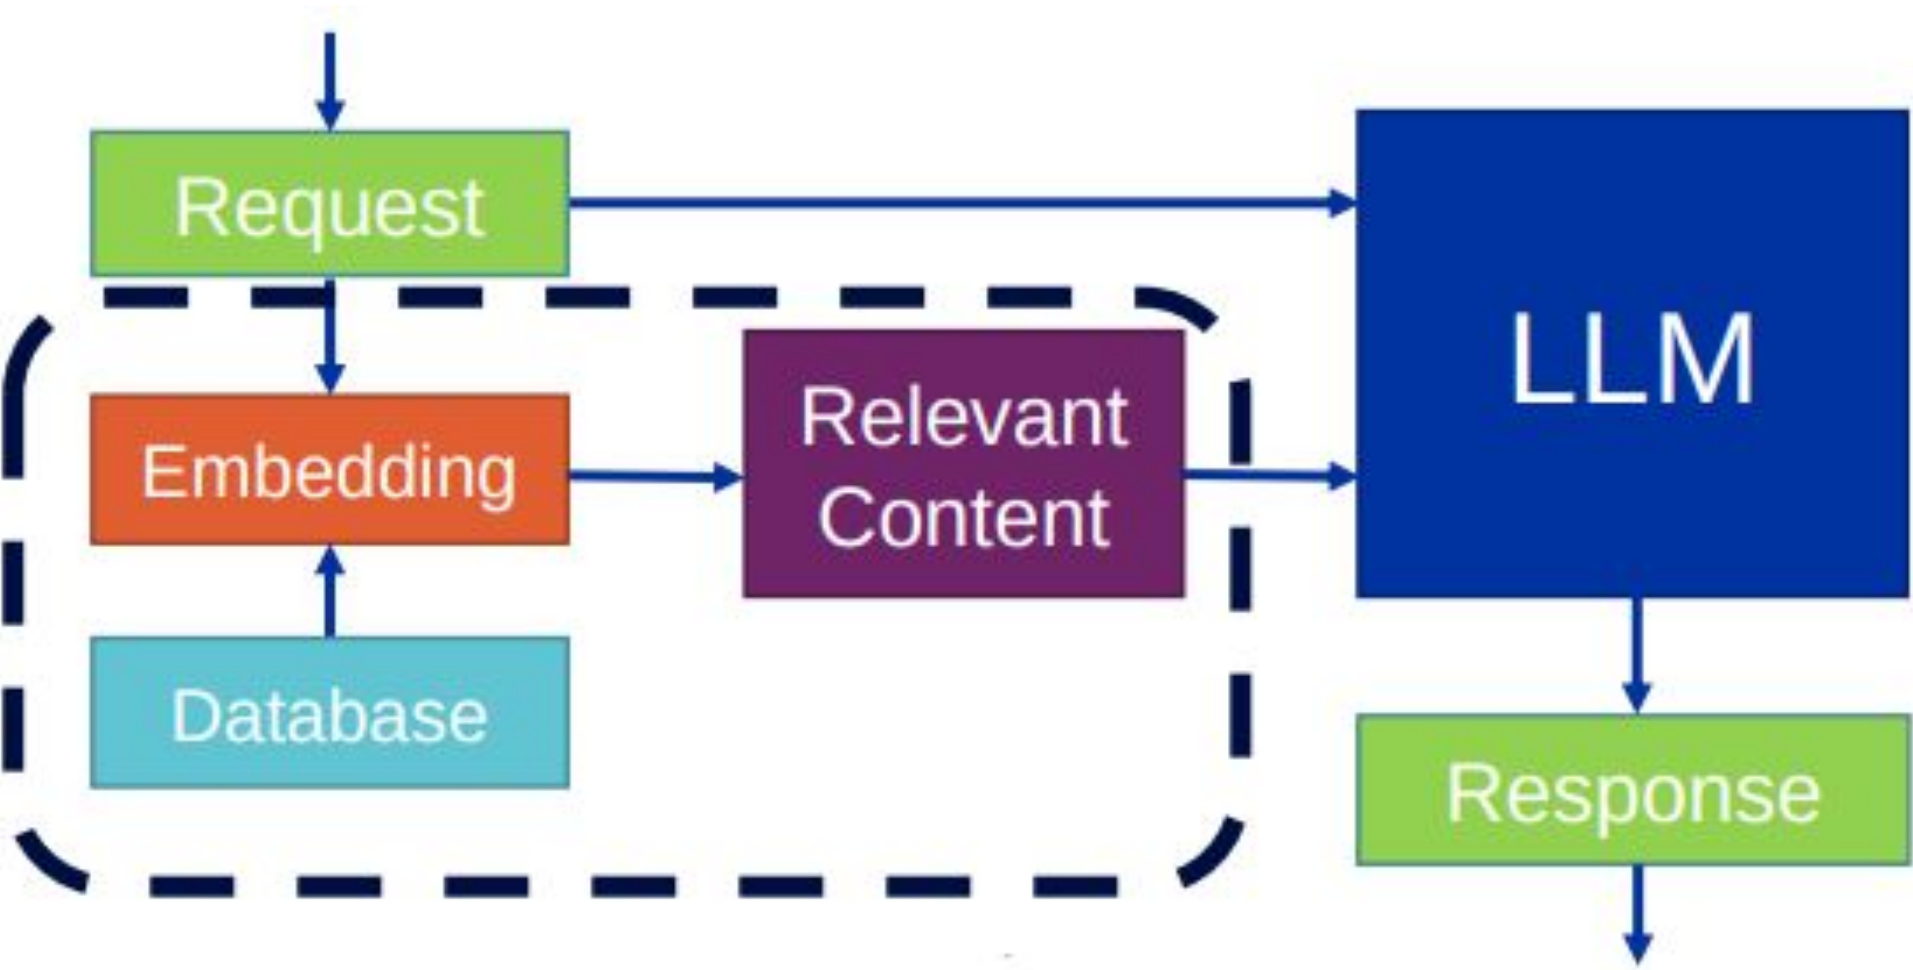 Request
LLM
Relevant
Content
Embedding
Database
Response